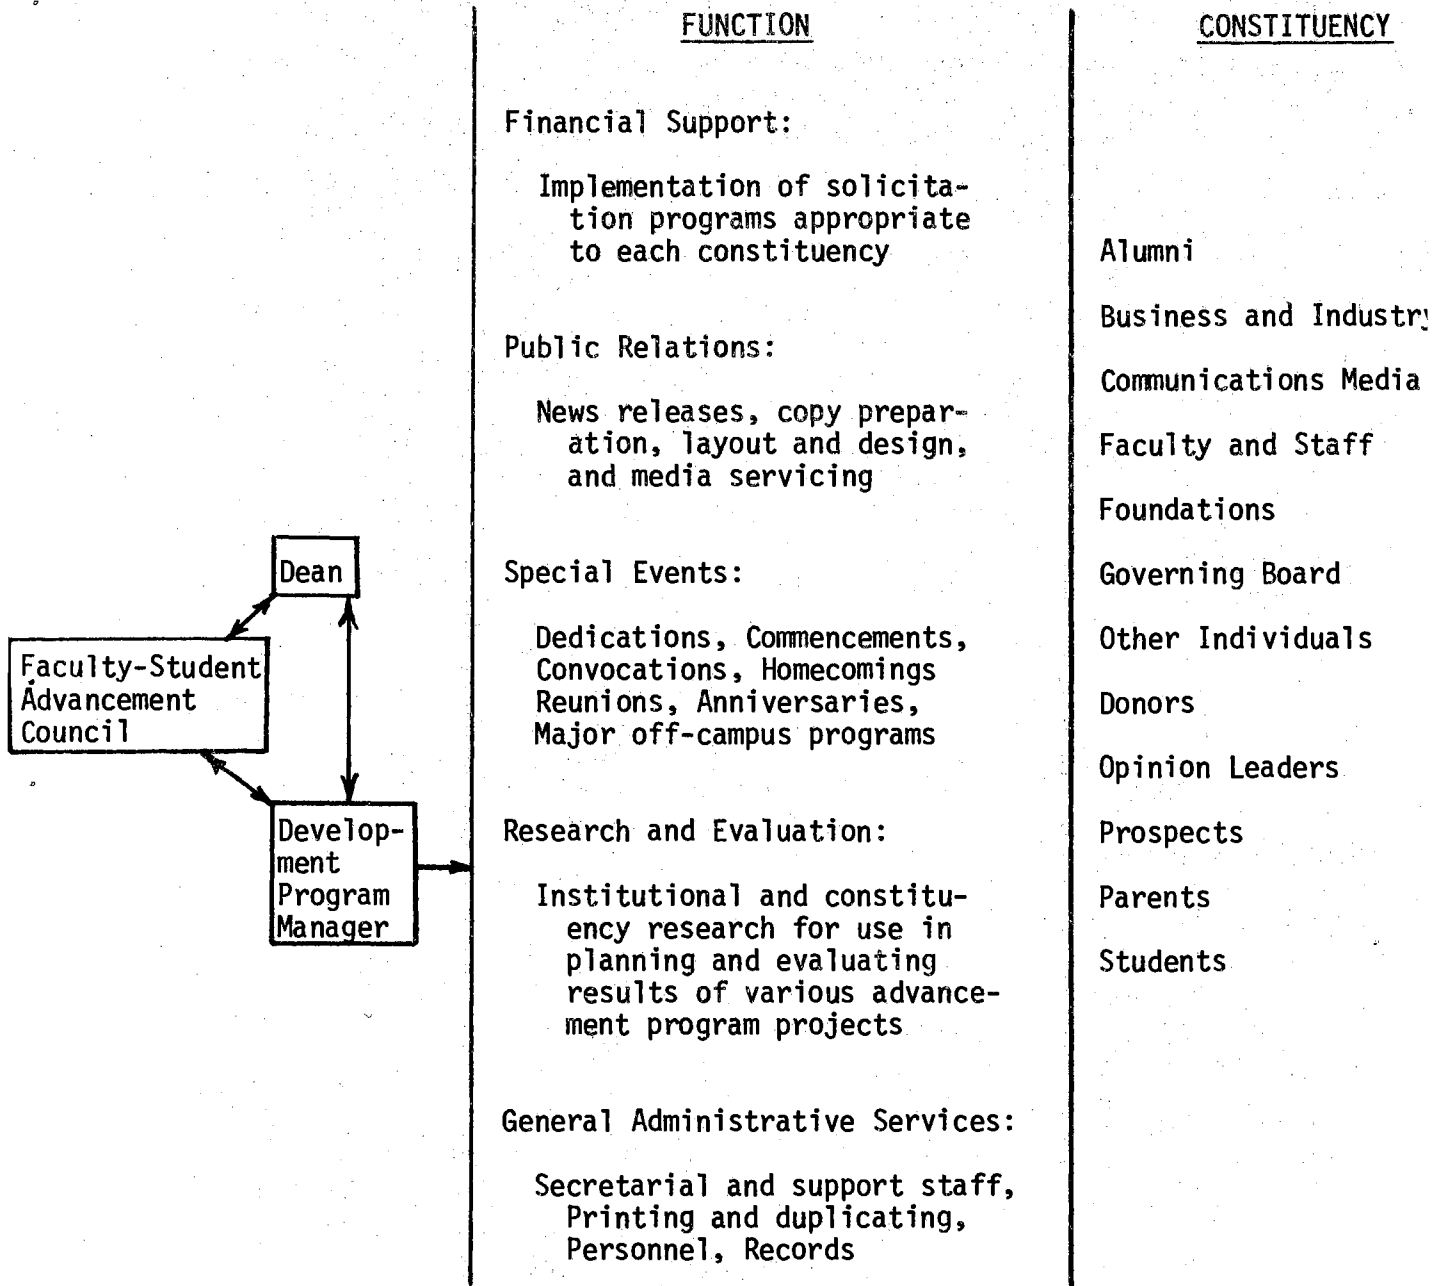 FUNCTION
CONSTITUENCY
Dean
Faculty-Student
Advancement
Council
Develop-
ment
Program
Manager
Financial Support:
Implementation of solicita-
tion programs appropriate
to each constituency
Public Relations:
News releases, copy prepar-
ation, layout and design,
and media servicing
Special Events:
Dedications, Commencements,
Convocations, Homecomings
Reunions, Anniversaries,
Major off-campus programs
Research and Evaluation:
Institutional and constitu-
ency research for use in
planning and evaluating
results of various advance-
ment program projects
General Administrative Services:
Secretarial and support staff,
Printing and duplicating,
Personnel, Records
Alumni
Business and Industry
Communications Media
Faculty and Staff
Foundations
Governing Board
Other Individuals
Donors
Opinion Leaders
Prospects
Parents
Students